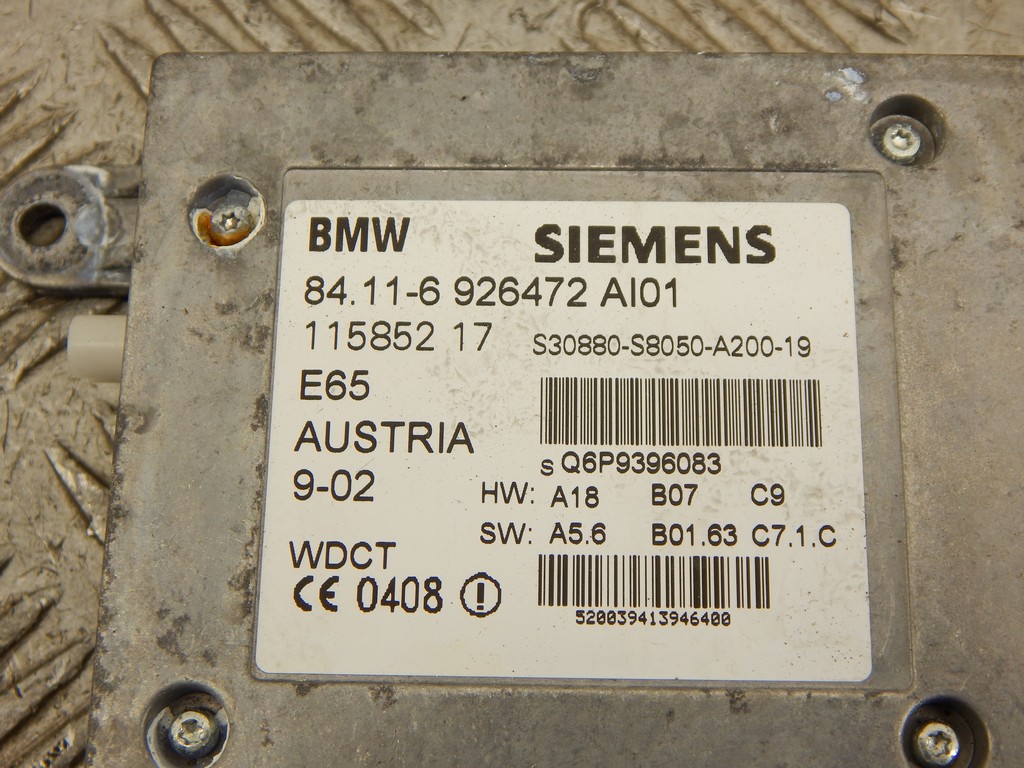 BMW SIEMENS
84.11-6 926472 AI01
115852 17 S30880-S8050-A200-19
E65
AUSTRIA
s Q6P9396083
9-02
HW: A18 B07 C9
SW: A5.6 B01.63 C7.1.C
WDCT
CE 0408 !
520039413946400